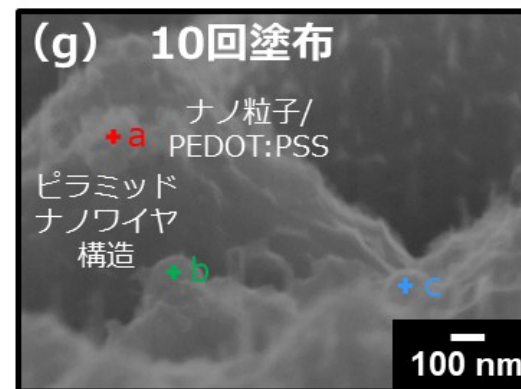 (g) 10回塗布
ナノ粒子/
PEDOT:PSS
a
ピラミッド
ナノワイヤ
構造
b
c
100 nm